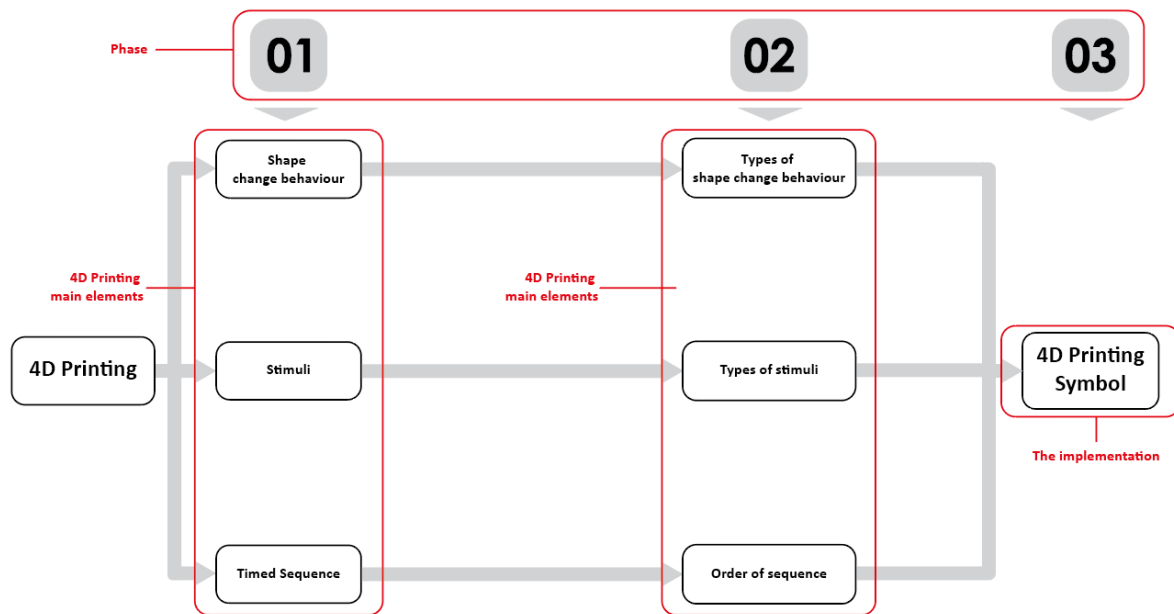 Phase
01
02
03
Shape
change behaviour
Types of
shape change behaviour
4D Printing
main elements
4D Printing
main elements
4D Printing
Stimuli
Types of stimuli
4D Printing
Symbol
The implementation
Timed Sequence
Order of sequence